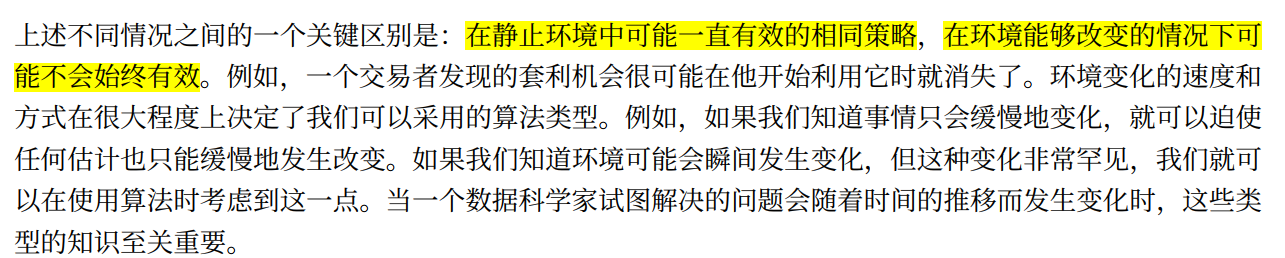 上述不同情况之间的一个关键区别是：在静止环境中可能一直有效的相同策略，在环境能够改变的情况下可
能不会始终有效。例如，一个交易者发现的套利机会很可能在他开始利用它时就消失了。环境变化的速度和
方式在很大程度上决定了我们可以采用的算法类型。例如，如果我们知道事情只会缓慢地变化，就可以迫使
任何估计也只能缓慢地发生改变。如果我们知道环境可能会瞬间发生变化，但这种变化非常罕见，我们就可
以在使用算法时考虑到这一点。当一个数据科学家试图解决的问题会随着时间的推移而发生变化时，这些类
型的知识至关重要。